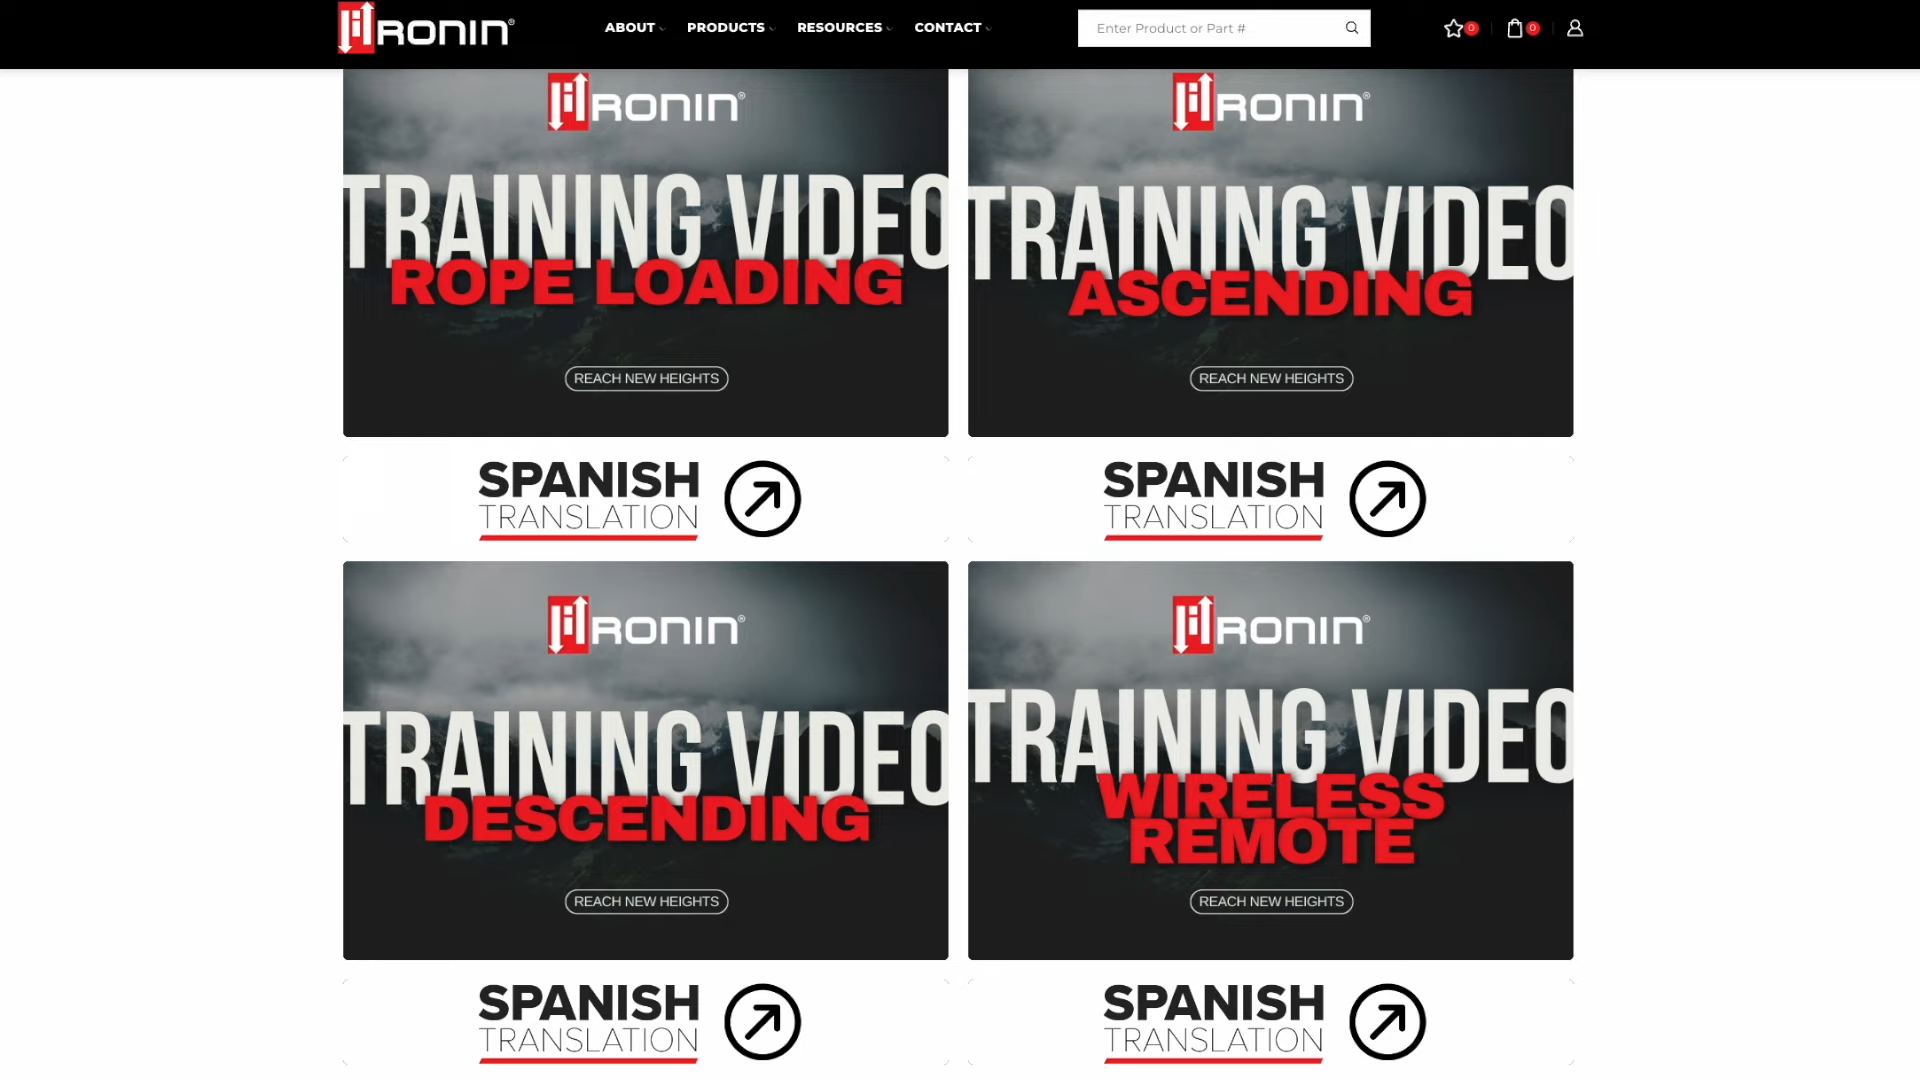 RONIN®
ABOUT
PRODUCTS
RESOURCES
CONTACT
Enter Product or Part #
0
0
RONIN®
TRAINING VIDEO
ROPE LOADING
REACH NEW HEIGHTS
RONIN®
TRAINING VIDEO
ASCENDING
REACH NEW HEIGHTS
SPANISH
TRANSLATION
SPANISH
TRANSLATION
RONIN®
TRAINING VIDEO
DESCENDING
REACH NEW HEIGHTS
RONIN®
TRAINING VIDEO
WIRELESS
REMOTE
REACH NEW HEIGHTS
SPANISH
TRANSLATION
SPANISH
TRANSLATION